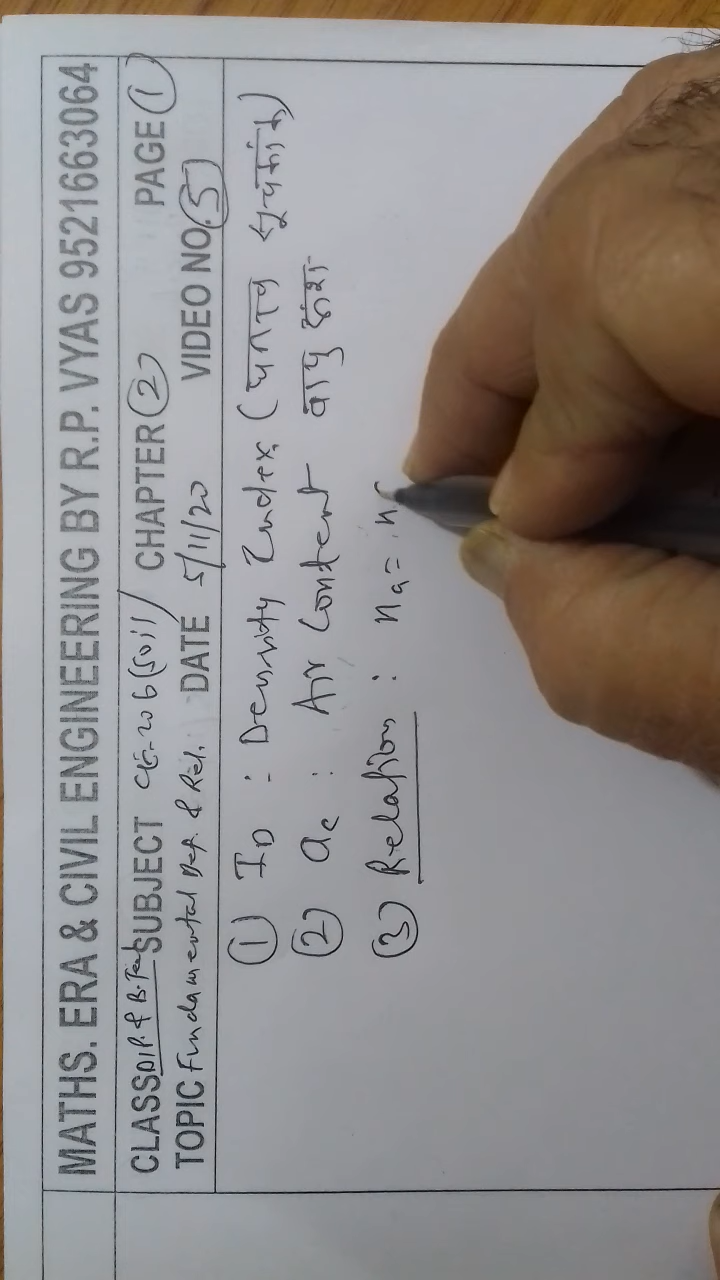 MATHS. ERA & CIVIL ENGINEERING BY R.P. VYAS 9521663064
CLASS DIP. & B.Tech SUBJECT CE-206 (Soil) CHAPTER 2 PAGE 1
TOPIC Fundamental Def. & Rel. DATE 5/11/20 VIDEO NO. 5
(1) ID : Density Index (घनत्व सूचकांक)
(2) ac : Air Content वायु
(3) Relation : na = n